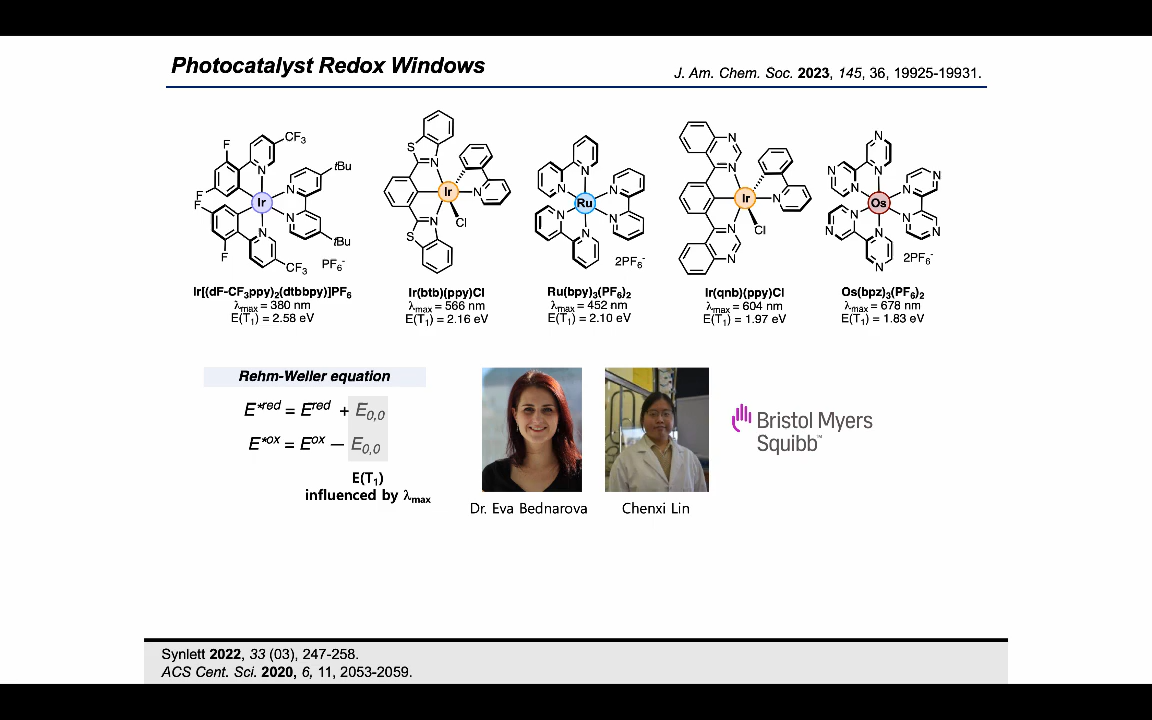 Photocatalyst Redox Windows
J. Am. Chem. Soc. 2023, 145, 36, 19925-19931.
F CF₃ N F Ir N N tBu F F N CF₃ tBu PF₆⁻
S N Ir N Cl N S
N N N Ru N N N 2PF₆⁻
N N Ir N Cl N N
N N N N N Os N N N N N N N 2PF₆⁻
Ir[(dF-CF₃ppy)₂(dtbbpy)]PF₆
λmax = 380 nm
E(T₁) = 2.58 eV
Ir(btb)(ppy)Cl
λmax = 566 nm
E(T₁) = 2.16 eV
Ru(bpy)₃(PF₆)₂
λmax = 452 nm
E(T₁) = 2.10 eV
Ir(qnb)(ppy)Cl
λmax = 604 nm
E(T₁) = 1.97 eV
Os(bpz)₃(PF₆)₂
λmax = 678 nm
E(T₁) = 1.83 eV
Rehm-Weller equation
E*red = Ered + E0,0
E*ox = Eox — E0,0
E(T₁)
influenced by λmax
Dr. Eva Bednarova
Chenxi Lin
Bristol Myers
Squibb™
Synlett 2022, 33 (03), 247-258.
ACS Cent. Sci. 2020, 6, 11, 2053-2059.